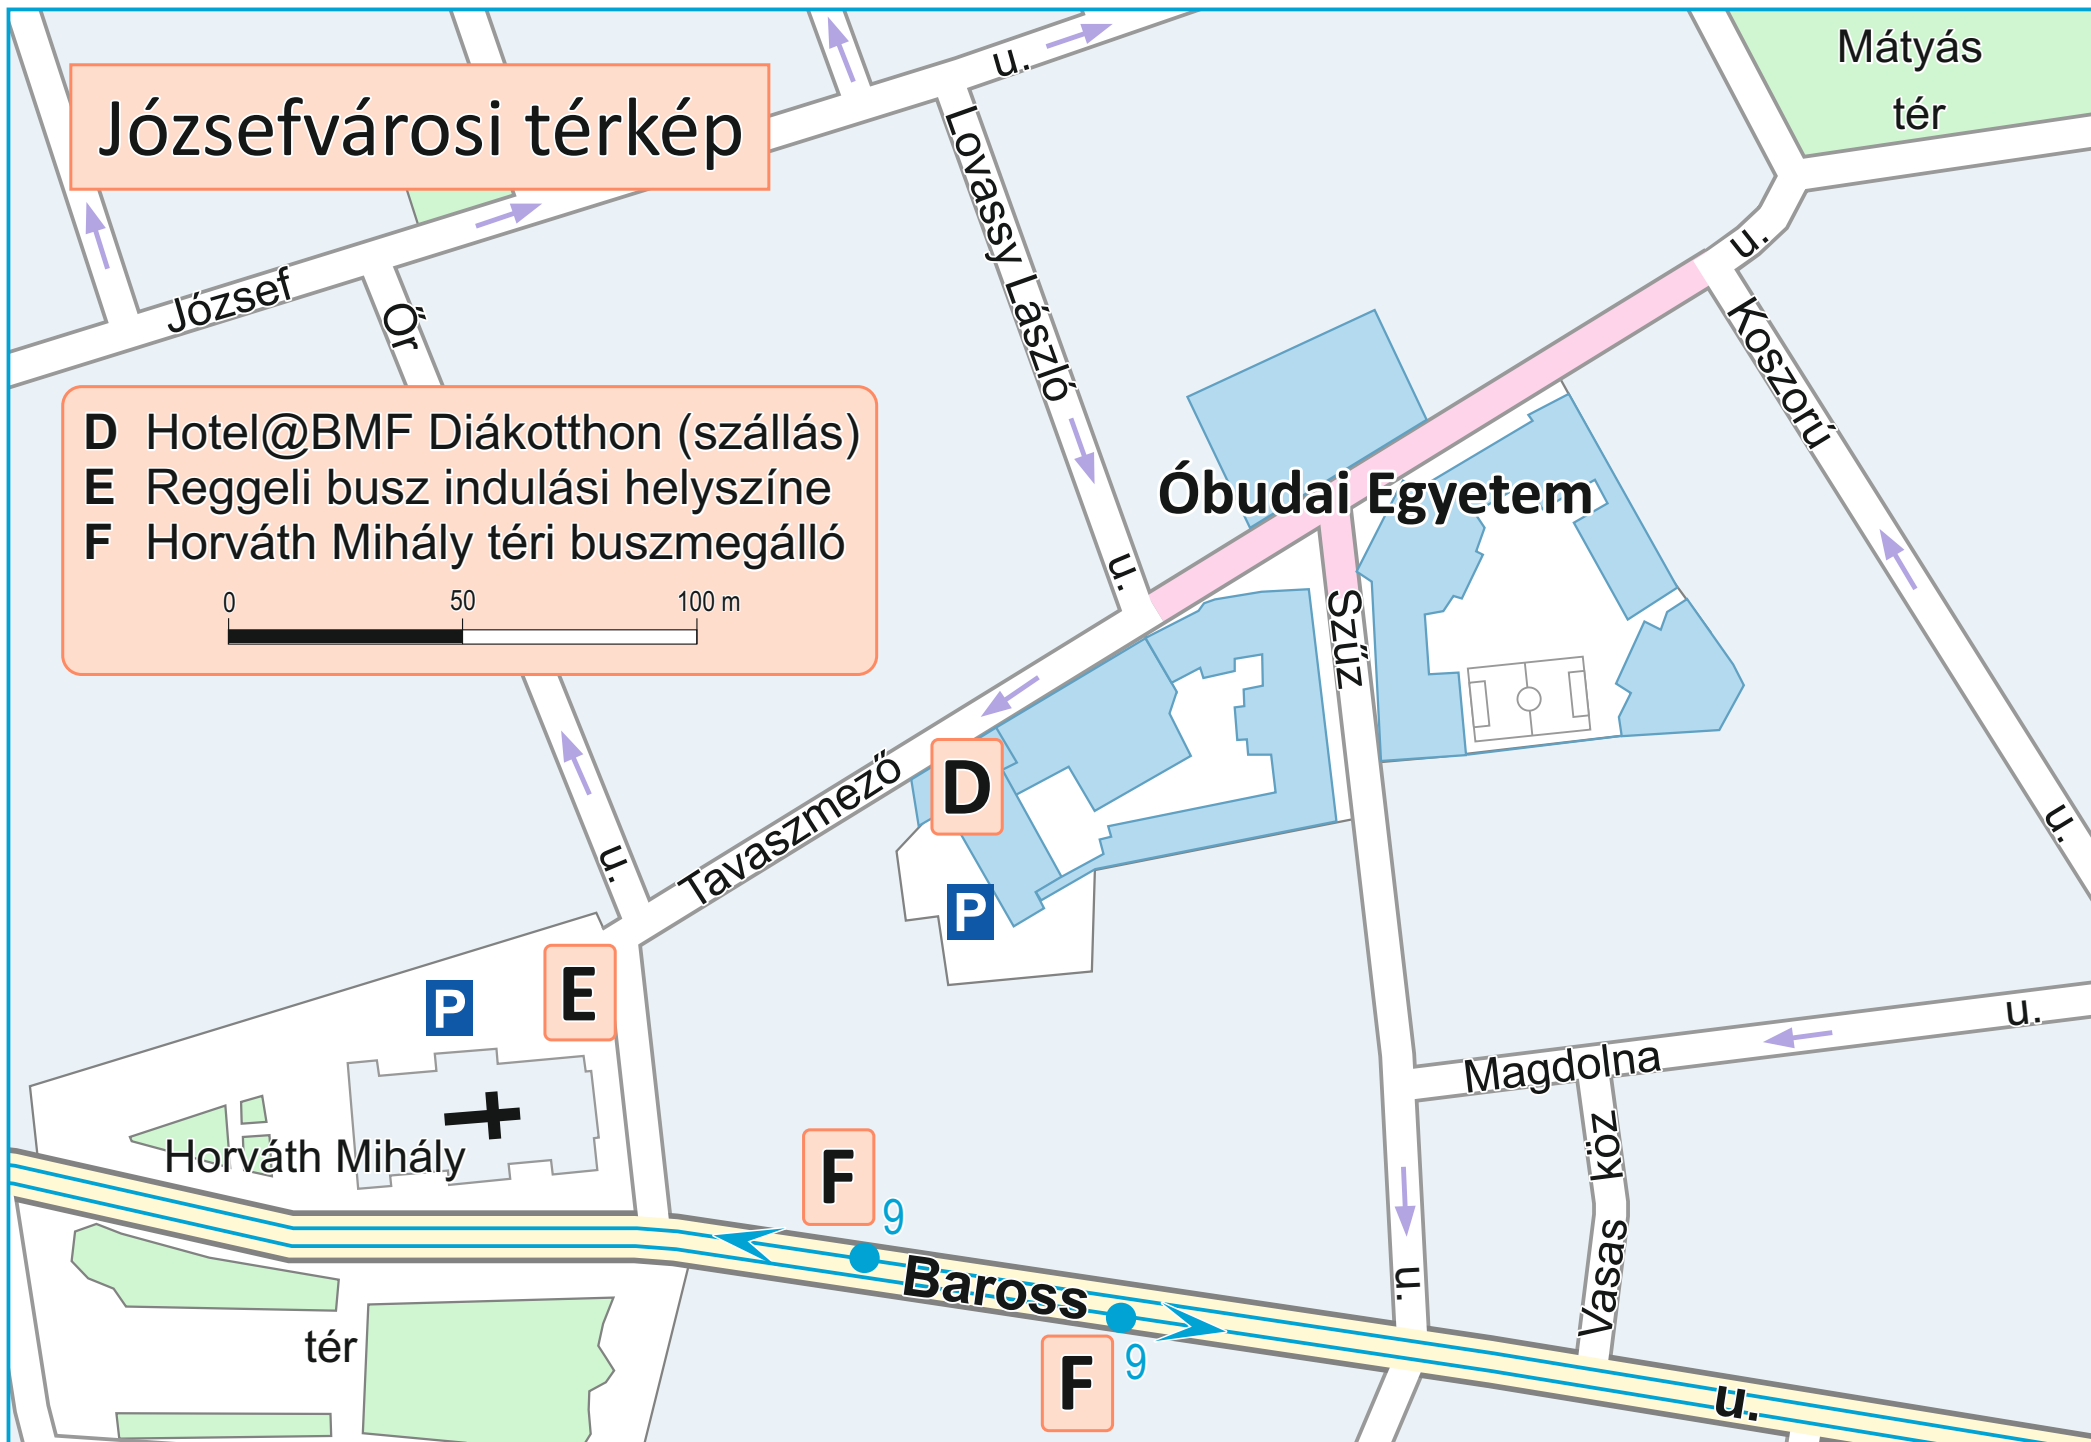 Józsefvárosi térkép
Mátyás
tér
u.
Lovassy László
u.
József
Őr
u.
u.
Koszorú
u.
D Hotel@BMF Diákotthon (szállás)
E Reggeli busz indulási helyszíne
F Horváth Mihály téri buszmegálló
0 50 100 m
Óbudai Egyetem
Szűz
u.
Tavaszmező
D
P
E
P
Magdolna
u.
Vasas köz
Horváth Mihály
tér
F
9
Baross
u.
F
9